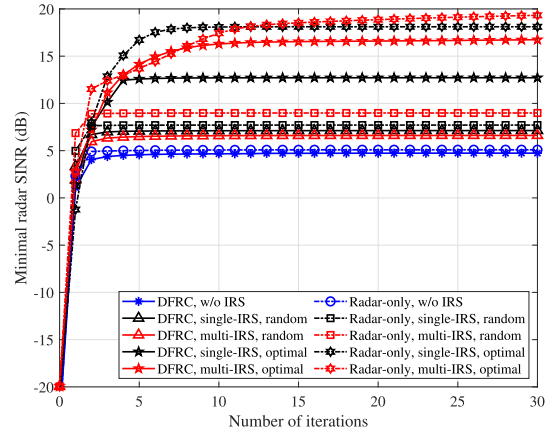 Minimal radar SINR (dB)
20
15
10
5
0
-5
-10
-15
-20
DFRC, w/o IRS
DFRC, single-IRS, random
DFRC, multi-IRS, random
DFRC, single-IRS, optimal
DFRC, multi-IRS, optimal
Radar-only, w/o IRS
Radar-only, single-IRS, random
Radar-only, multi-IRS, random
Radar-only, single-IRS, optimal
Radar-only, multi-IRS, optimal
0 5 10 15 20 25 30
Number of iterations